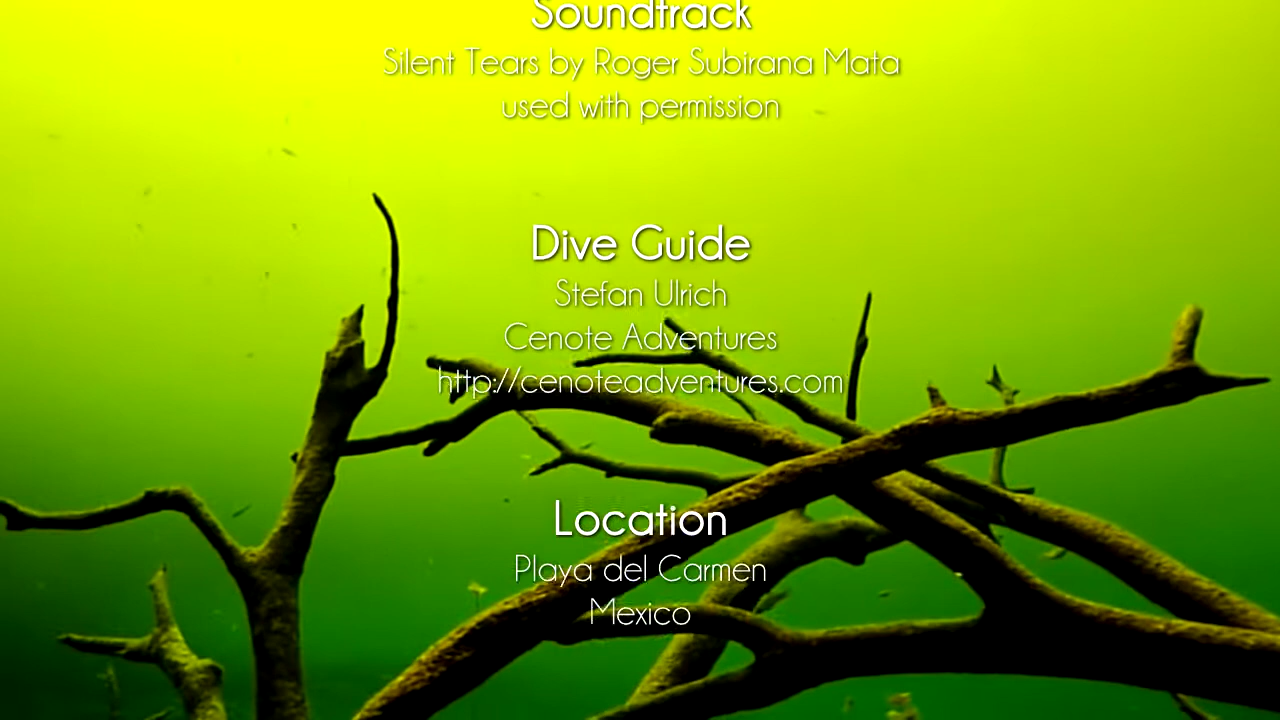 Soundtrack
Silent Tears by Roger Subirana Mata
used with permission
Dive Guide
Stefan Ulrich
Cenote Adventures
http://cenoteadventures.com
Location
Playa del Carmen
Mexico